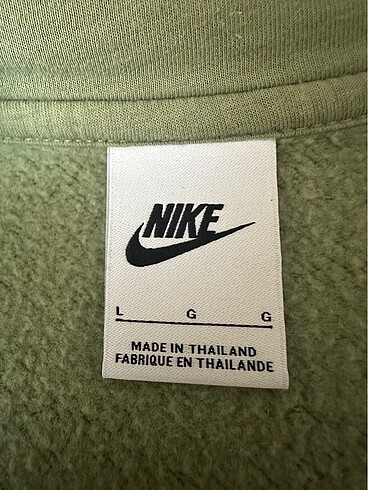 NIKE
L G G
MADE IN THAILAND
FABRIQUE EN THAILANDE